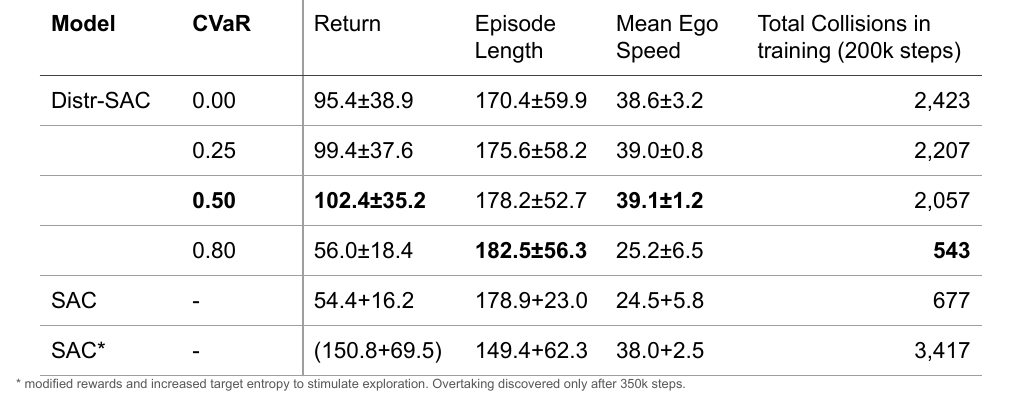 Model CVaR Return Episode Length Mean Ego Speed Total Collisions in training (200k steps)
Distr-SAC 0.00 95.4±38.9 170.4±59.9 38.6±3.2 2,423
0.25 99.4±37.6 175.6±58.2 39.0±0.8 2,207
0.50 102.4±35.2 178.2±52.7 39.1±1.2 2,057
0.80 56.0±18.4 182.5±56.3 25.2±6.5 543
SAC - 54.4+16.2 178.9+23.0 24.5+5.8 677
SAC* - (150.8+69.5) 149.4+62.3 38.0+2.5 3,417
* modified rewards and increased target entropy to stimulate exploration. Overtaking discovered only after 350k steps.